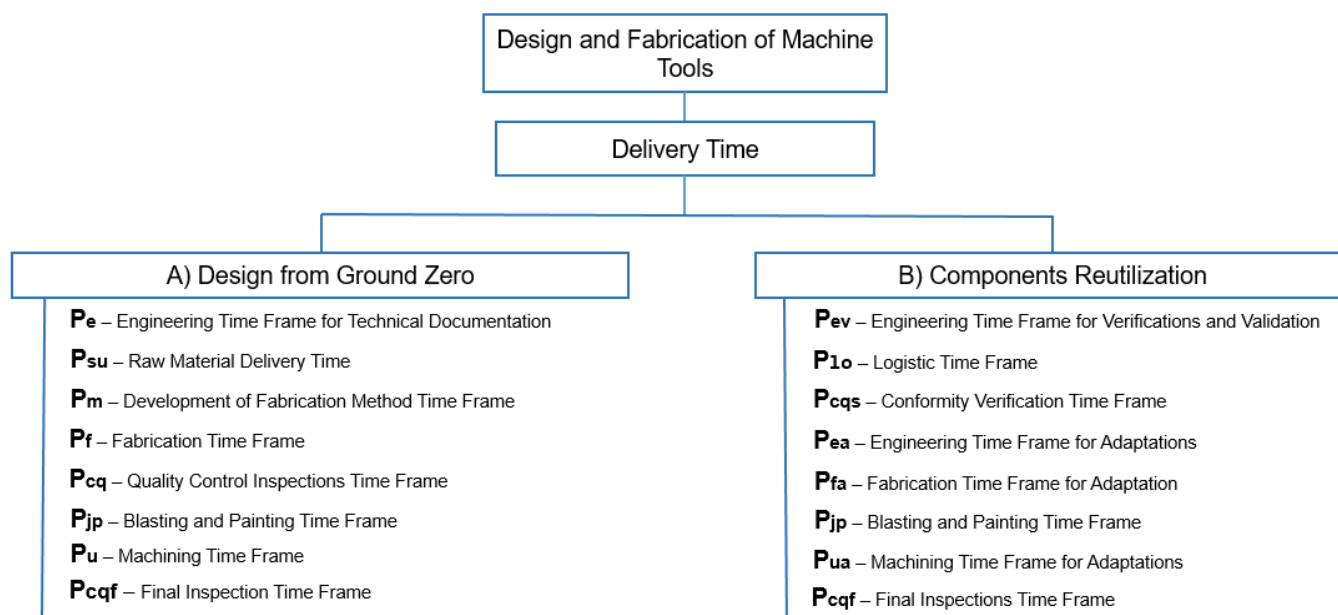 Design and Fabrication of Machine
Tools
Delivery Time
A) Design from Ground Zero
Pe – Engineering Time Frame for Technical Documentation
Psu – Raw Material Delivery Time
Pm – Development of Fabrication Method Time Frame
Pf – Fabrication Time Frame
Pcq – Quality Control Inspections Time Frame
Pjp – Blasting and Painting Time Frame
Pu – Machining Time Frame
Pcqf – Final Inspection Time Frame
B) Components Reutilization
Pev – Engineering Time Frame for Verifications and Validation
Plo – Logistic Time Frame
Pcqs – Conformity Verification Time Frame
Pea – Engineering Time Frame for Adaptations
Pfa – Fabrication Time Frame for Adaptation
Pjp – Blasting and Painting Time Frame
Pua – Machining Time Frame for Adaptations
Pcqf – Final Inspections Time Frame